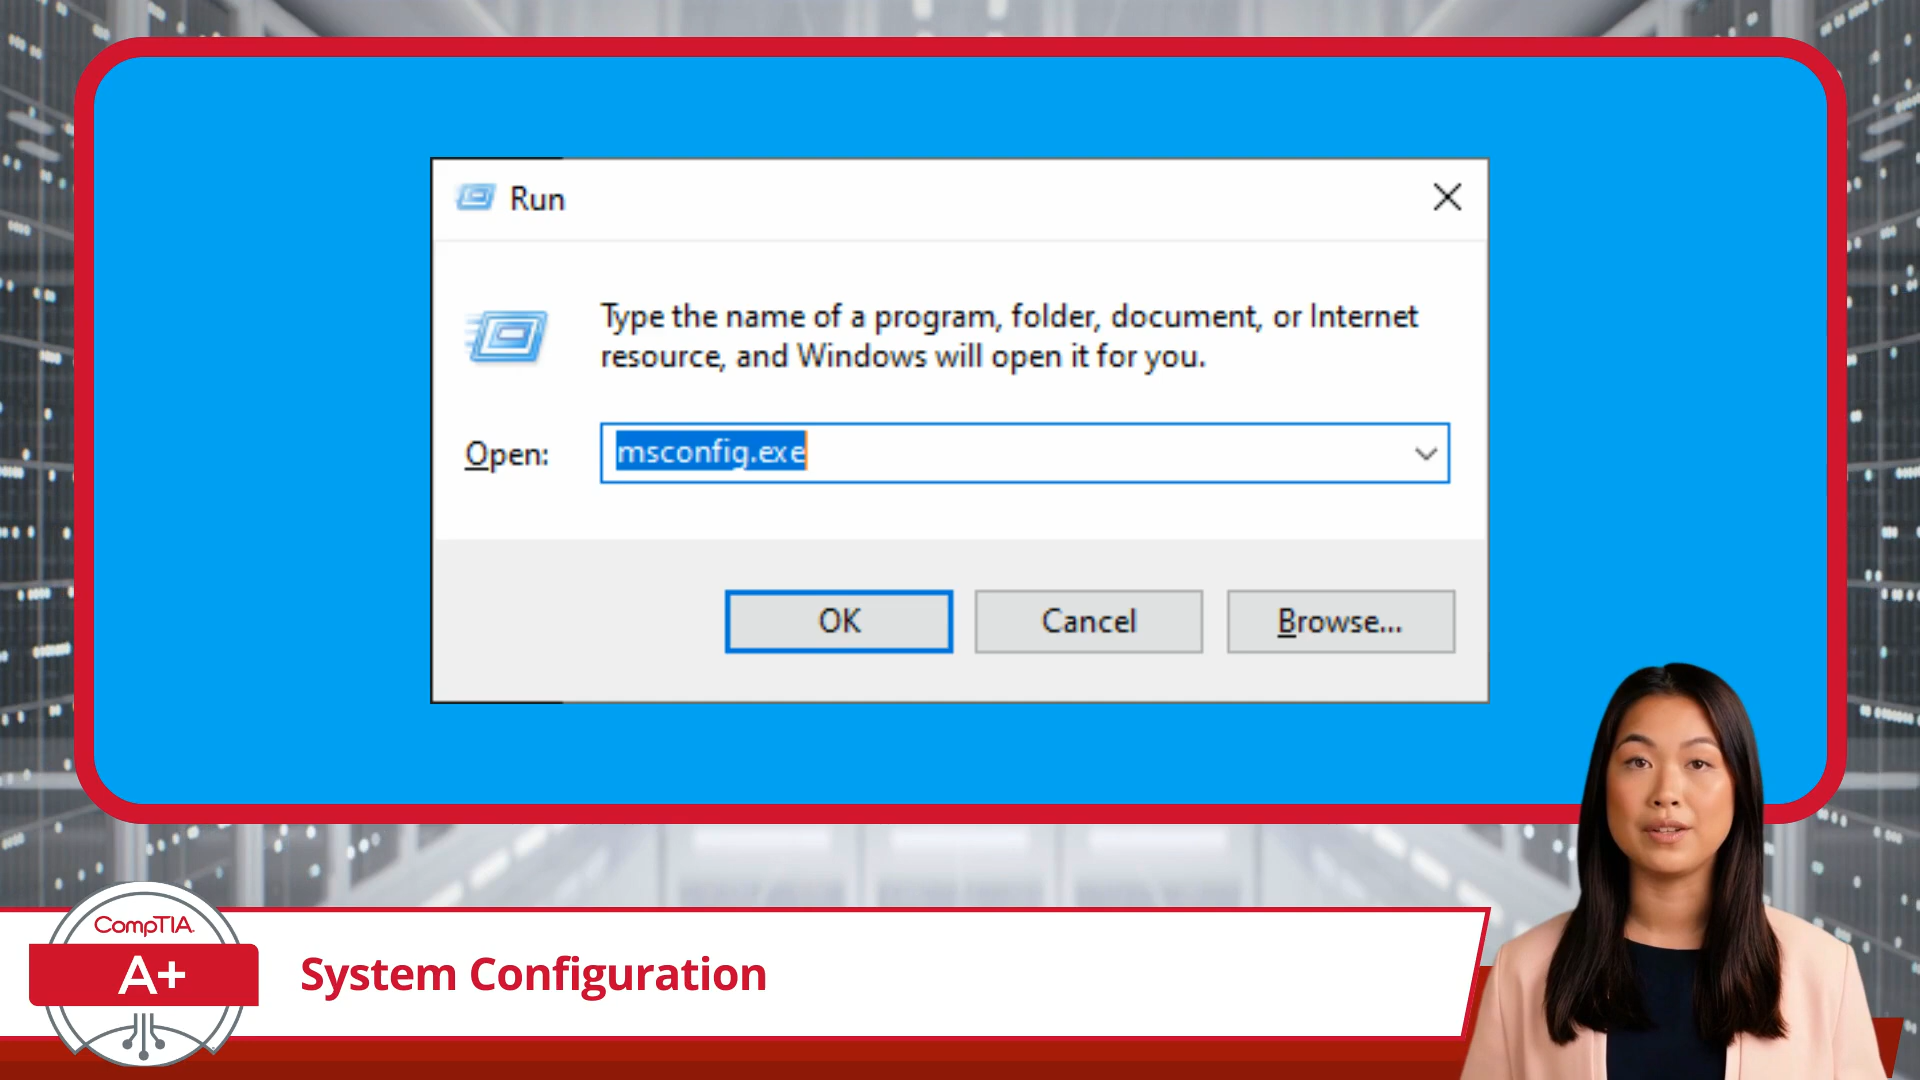 Run
Type the name of a program, folder, document, or Internet
resource, and Windows will open it for you.
Open:
msconfig.exe
OK
Cancel
Browse...
CompTIA.
A+
System Configuration